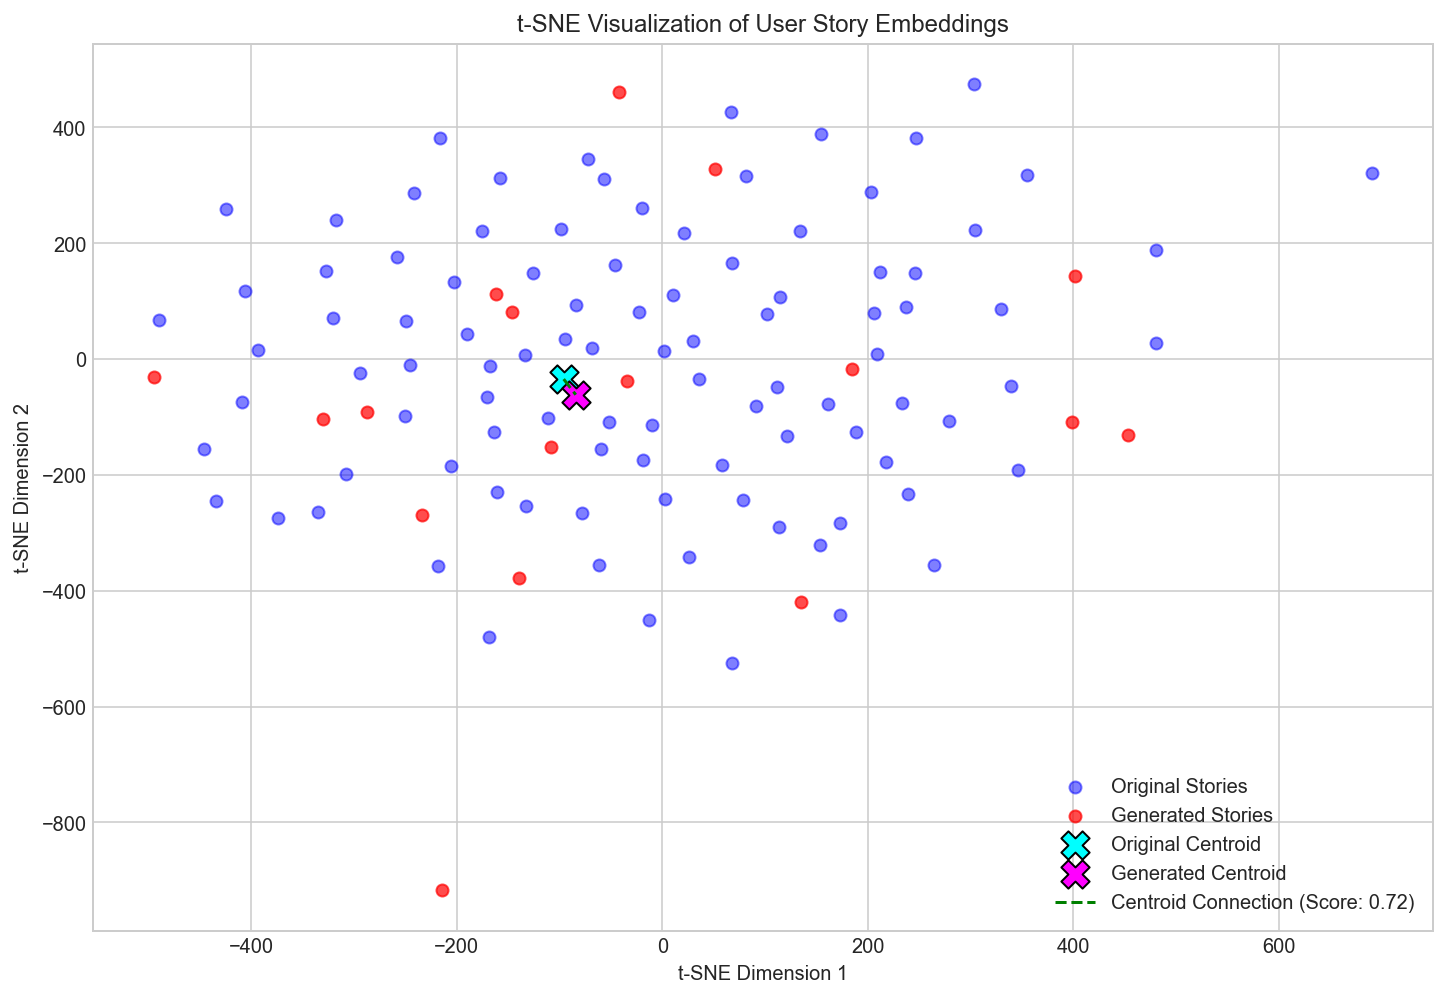 t-SNE Visualization of User Story Embeddings
t-SNE Dimension 2
400
200
0
−200
−400
−600
−800
Original Stories
Generated Stories
Original Centroid
Generated Centroid
Centroid Connection (Score: 0.72)
−400
−200
0
200
400
600
t-SNE Dimension 1